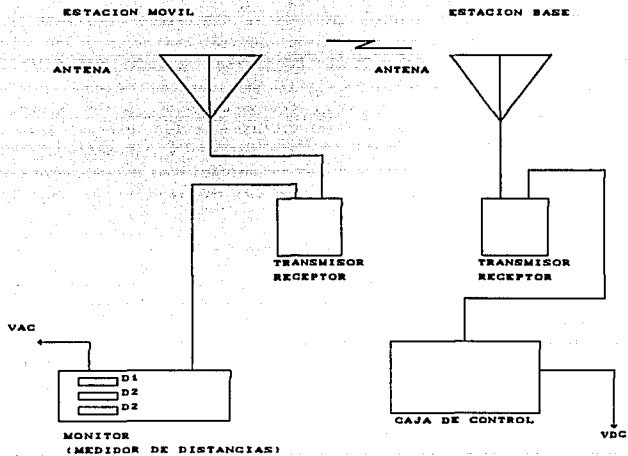 ESTACION MOVIL
ESTACION BASE
ANTENA
ANTENA
TRANSMISOR
RECEPTOR
TRANSMISOR
RECEPTOR
VAC
D1
D2
D2
MONITOR
(MEDIDOR DE DISTANCIAS)
CAJA DE CONTROL
VDC